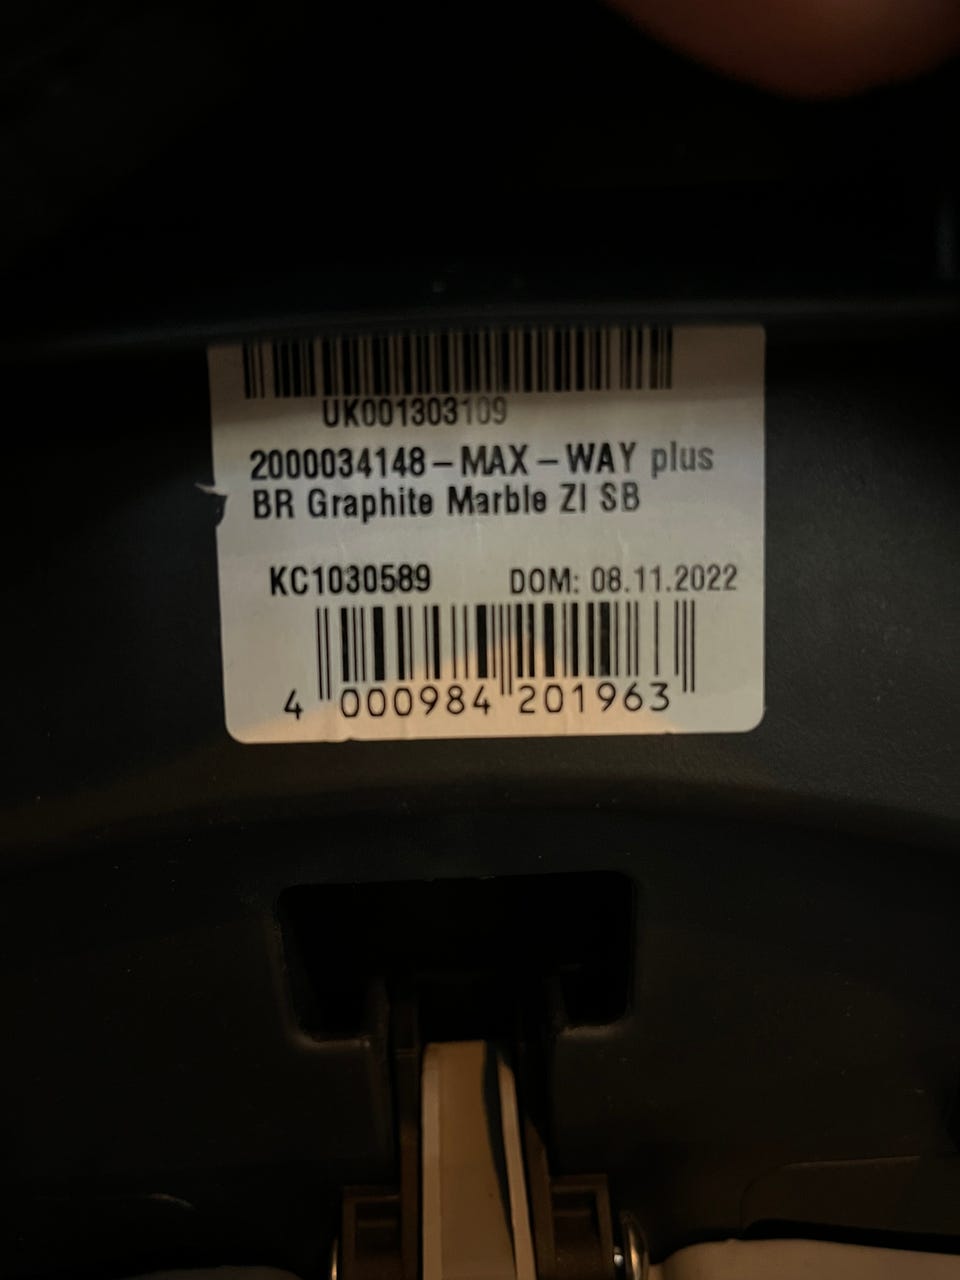 UK001303109
2000034148-MAX-WAY plus
BR Graphite Marble ZI SB
KC1030589 DOM: 08.11.2022
4 000984 201963